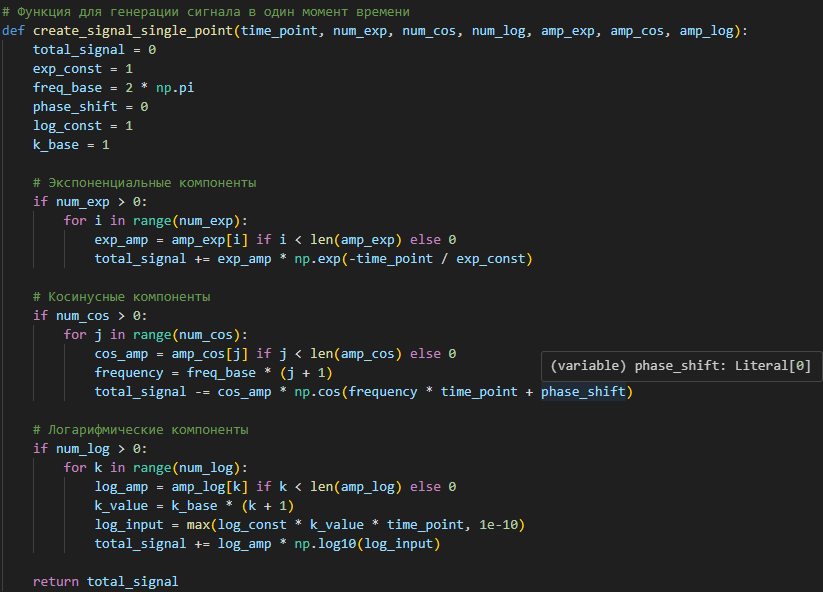 # Функция для генерации сигнала в один момент времени
def create_signal_single_point(time_point, num_exp, num_cos, num_log, amp_exp, amp_cos, amp_log):
    total_signal = 0
    exp_const = 1
    freq_base = 2 * np.pi
    phase_shift = 0
    log_const = 1
    k_base = 1

    # Экспоненциальные компоненты
    if num_exp > 0:
        for i in range(num_exp):
            exp_amp = amp_exp[i] if i < len(amp_exp) else 0
            total_signal += exp_amp * np.exp(-time_point / exp_const)

    # Косинусные компоненты
    if num_cos > 0:
        for j in range(num_cos):
            cos_amp = amp_cos[j] if j < len(amp_cos) else 0
(variable) phase_shift: Literal[0]
            frequency = freq_base * (j + 1)
            total_signal -= cos_amp * np.cos(frequency * time_point + phase_shift)

    # Логарифмические компоненты
    if num_log > 0:
        for k in range(num_log):
            log_amp = amp_log[k] if k < len(amp_log) else 0
            k_value = k_base * (k + 1)
            log_input = max(log_const * k_value * time_point, 1e-10)
            total_signal += log_amp * np.log10(log_input)

    return total_signal